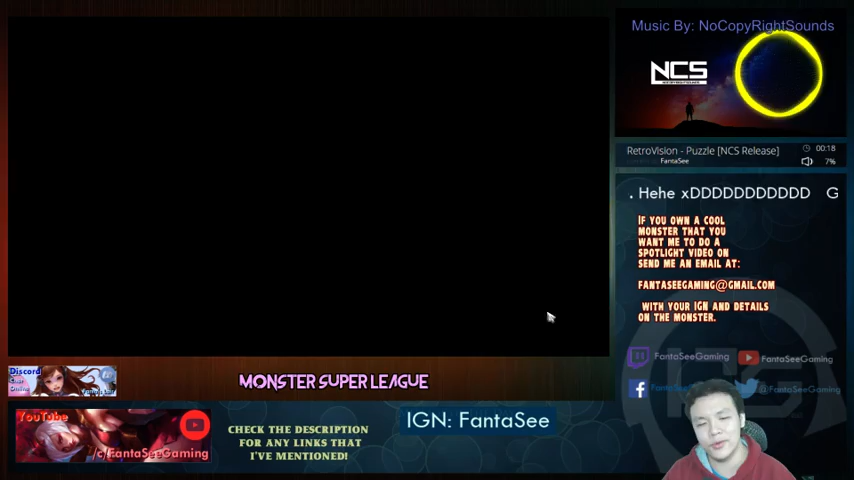 Music By: NoCopyRightSounds
NCS
RetroVision - Puzzle [NCS Release]
00:18
FantaSee
7%
. Hehe xDDDDDDDDDDD G
If you own a cool
monster that you
want me to do a
spotlight video on
send me an email at:
fantaseegaming@gmail.com
with your IGN and details
on the monster.
FantaSeeGaming
FantaSeeGaming
@FantaSeeGaming
Discord
Monster Super League
YouTube
/c/FantaSeeGaming
Check the description
for any links that
I've mentioned!
IGN: FantaSee